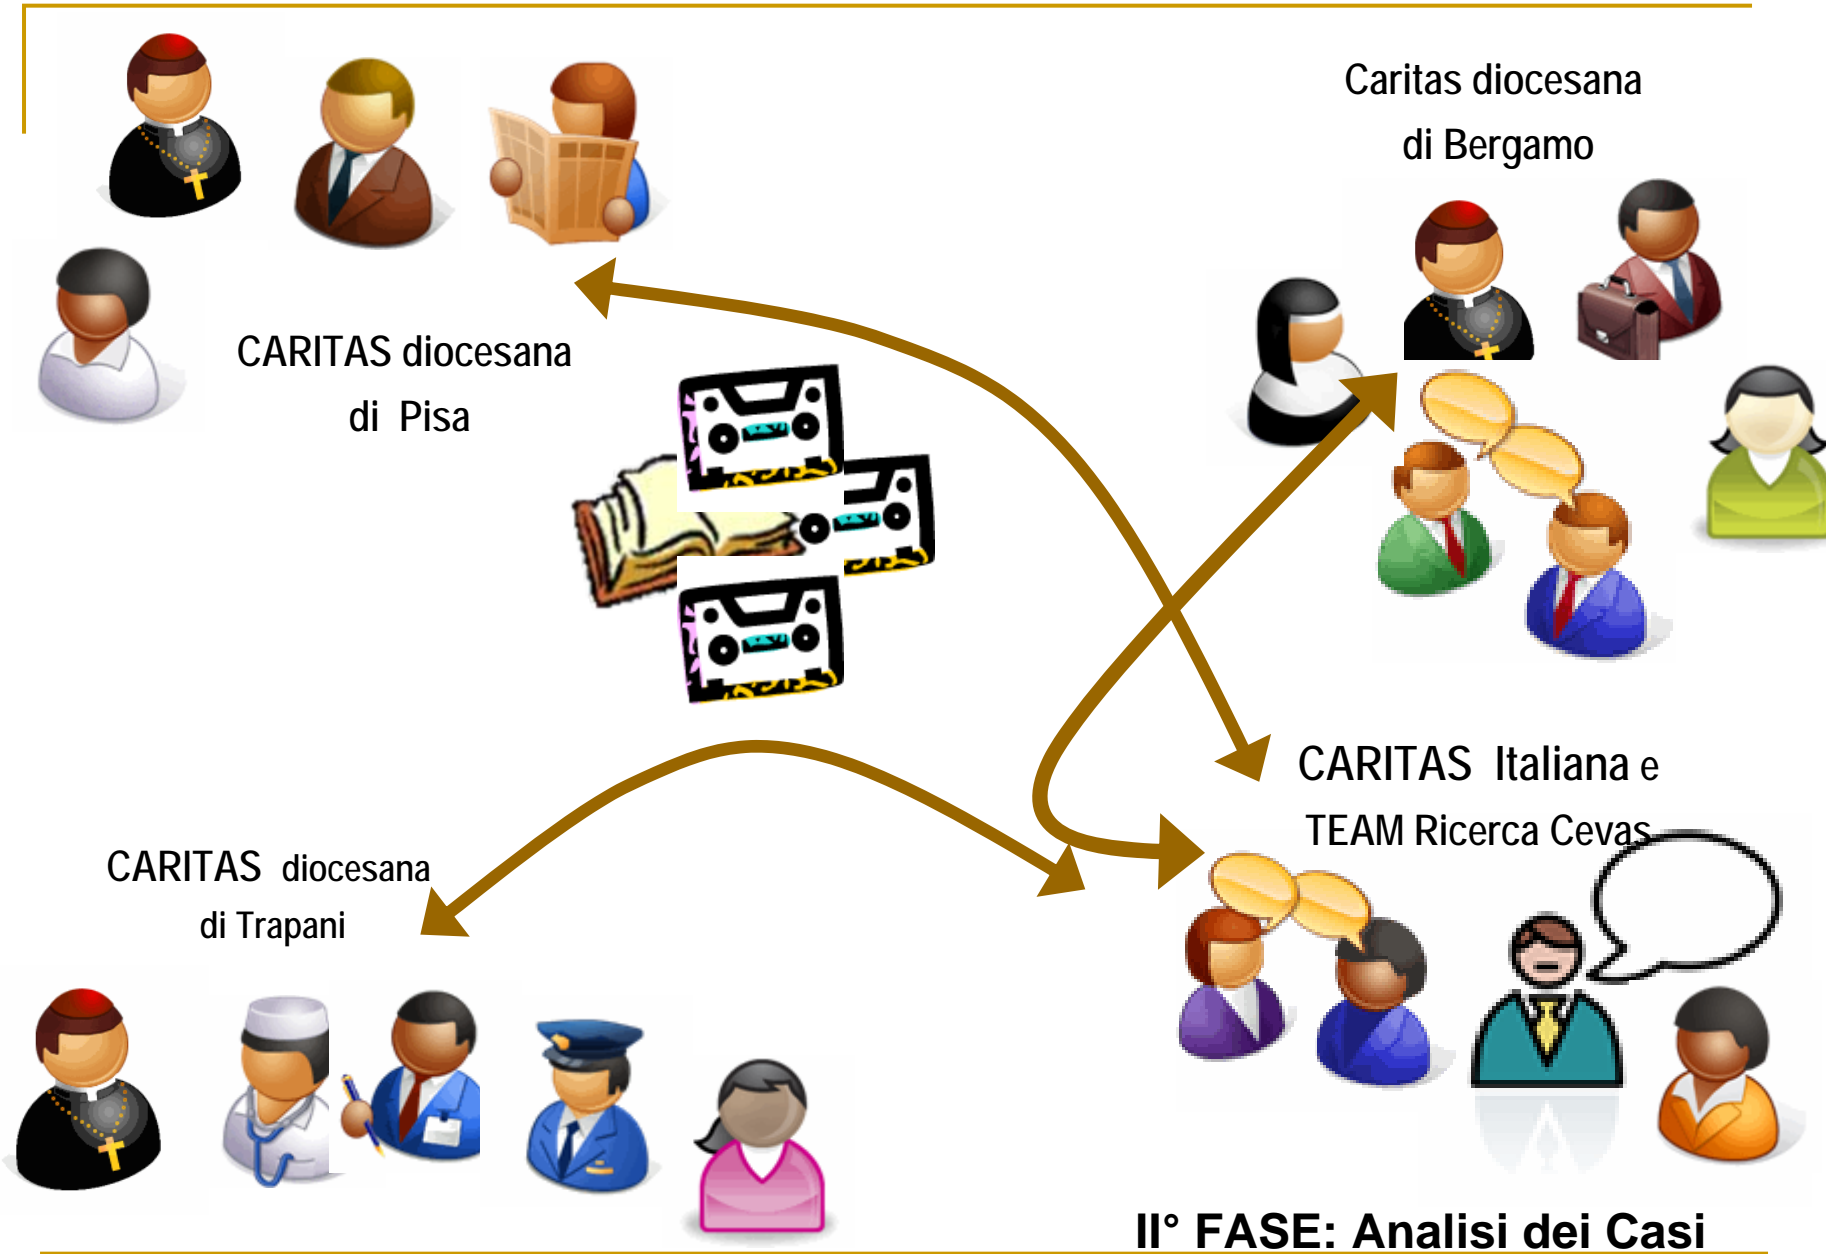 Caritas diocesana
di Bergamo
CARITAS diocesana
di Pisa
CARITAS Italiana e
TEAM Ricerca Cevas
CARITAS diocesana
di Trapani
II° FASE: Analisi dei Casi